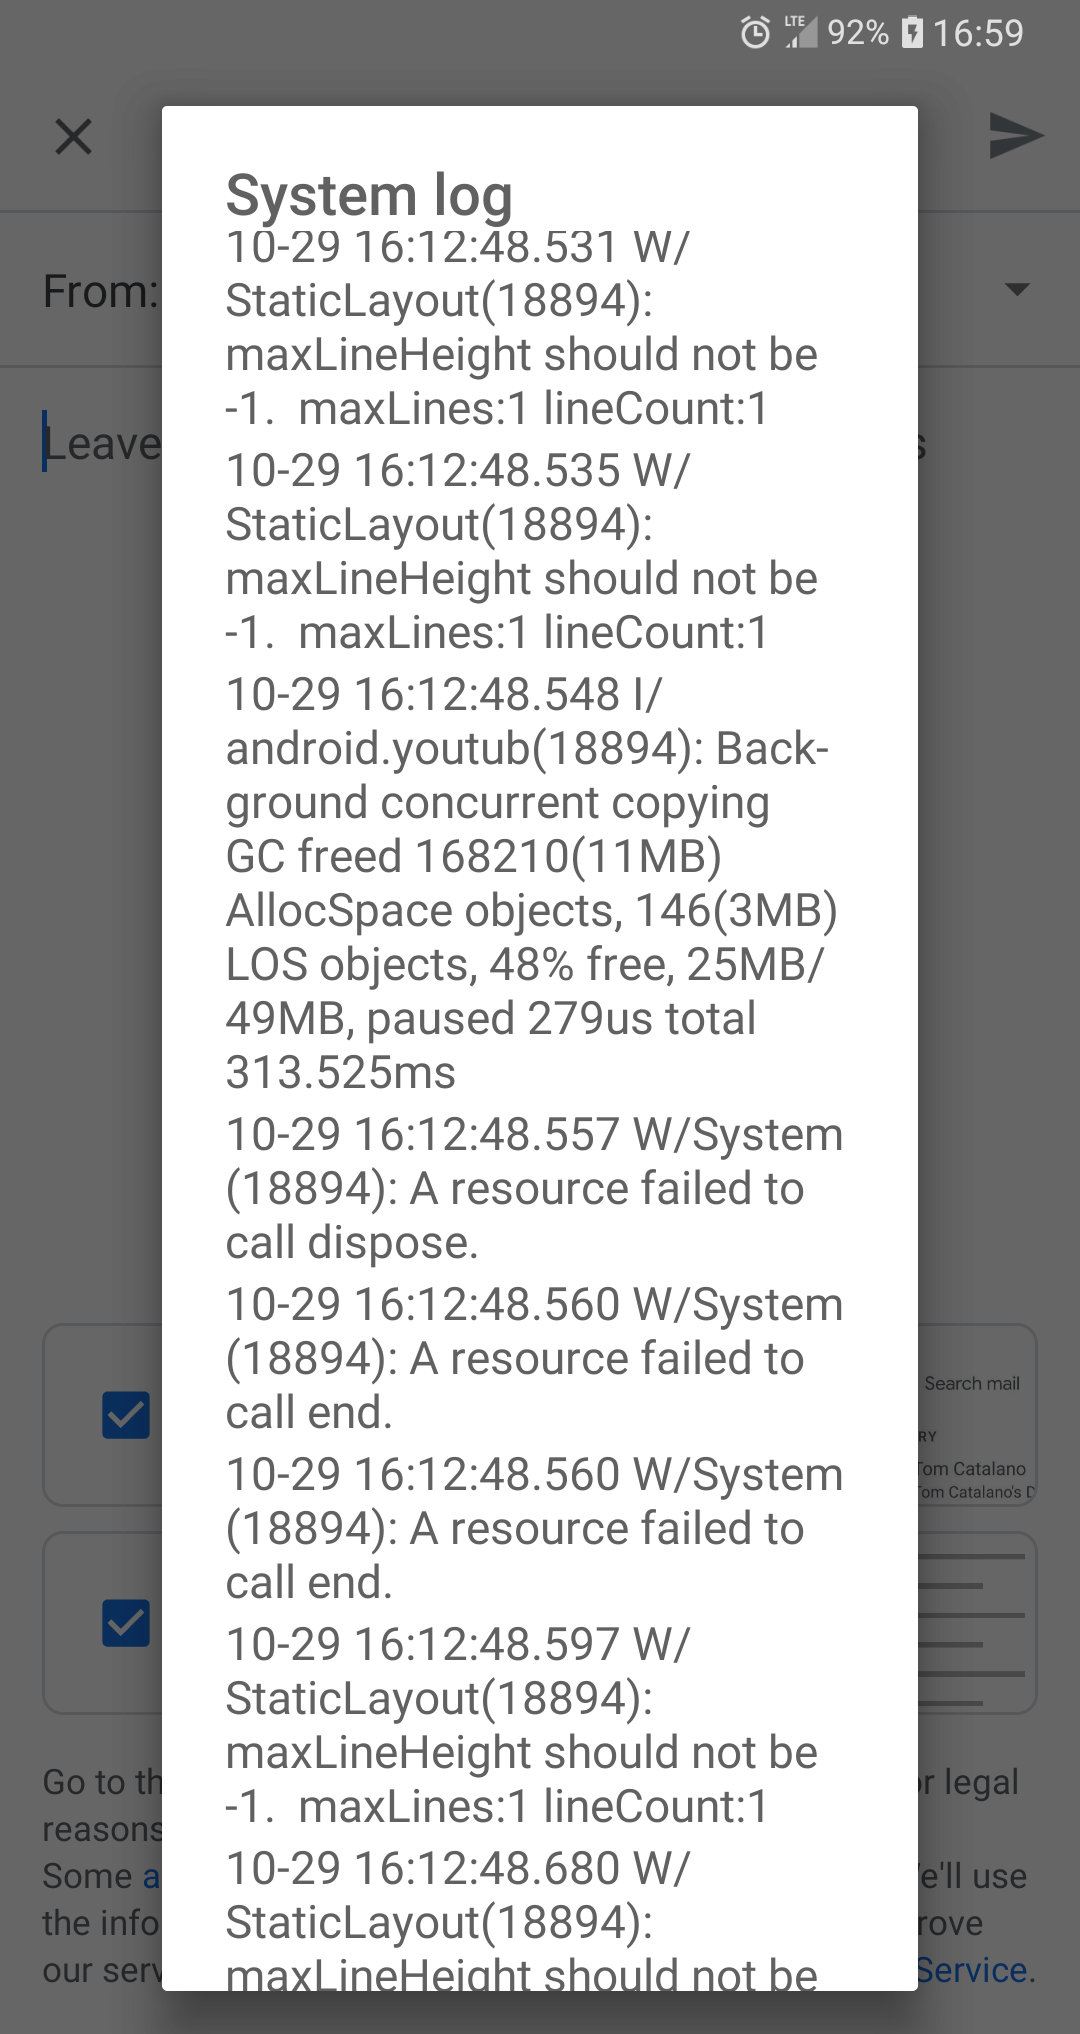 LTE 92% 16:59
System log
10-29 16:12:48.531 W/
StaticLayout(18894):
maxLineHeight should not be
-1.  maxLines:1 lineCount:1
10-29 16:12:48.535 W/
StaticLayout(18894):
maxLineHeight should not be
-1.  maxLines:1 lineCount:1
10-29 16:12:48.548 I/
android.youtub(18894): Back-
ground concurrent copying
GC freed 168210(11MB)
AllocSpace objects, 146(3MB)
LOS objects, 48% free, 25MB/
49MB, paused 279us total
313.525ms
10-29 16:12:48.557 W/System
(18894): A resource failed to
call dispose.
10-29 16:12:48.560 W/System
(18894): A resource failed to
call end.
10-29 16:12:48.560 W/System
(18894): A resource failed to
call end.
10-29 16:12:48.597 W/
StaticLayout(18894):
maxLineHeight should not be
-1.  maxLines:1 lineCount:1
10-29 16:12:48.680 W/
StaticLayout(18894):
maxLineHeight should not be
From:
Leave
Search mail
RY
Tom Catalano
Tom Catalano's D
Go to th
r legal
reasons
Some a
e'll use
the info
rove
our serv
Service.